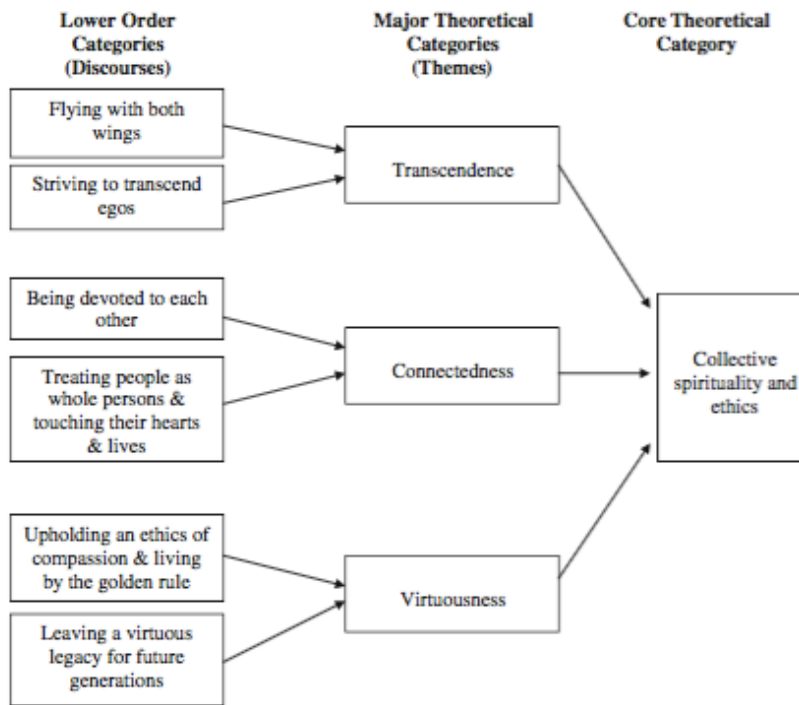 Lower Order
Categories
(Discourses)
Major Theoretical
Categories
(Themes)
Core Theoretical
Category
Flying with both
wings
Striving to transcend
egos
Transcendence
Being devoted to each
other
Treating people as
whole persons &
touching their hearts
& lives
Connectedness
Collective
spirituality and
ethics
Upholding an ethics of
compassion & living
by the golden rule
Leaving a virtuous
legacy for future
generations
Virtuousness